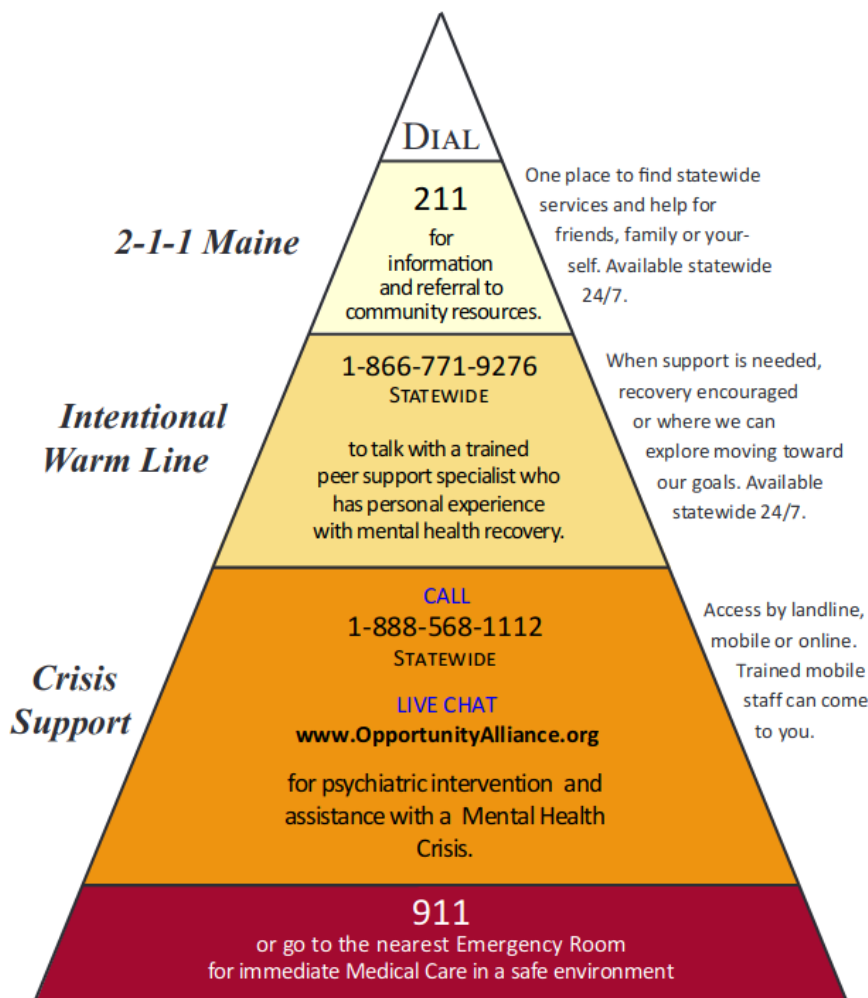 DIAL
2-1-1 Maine
211
for
information
and referral to
community resources.
One place to find statewide
services and help for
friends, family or your-
self. Available statewide
24/7.
Intentional
Warm Line
1-866-771-9276
STATEWIDE
to talk with a trained
peer support specialist who
has personal experience
with mental health recovery.
When support is needed,
recovery encouraged
or where we can
explore moving toward
our goals. Available
statewide 24/7.
Crisis
Support
CALL
1-888-568-1112
STATEWIDE
LIVE CHAT
www.OpportunityAlliance.org
for psychiatric intervention and
assistance with a Mental Health
Crisis.
Access by landline,
mobile or online.
Trained mobile
staff can come
to you.
911
or go to the nearest Emergency Room
for immediate Medical Care in a safe environment